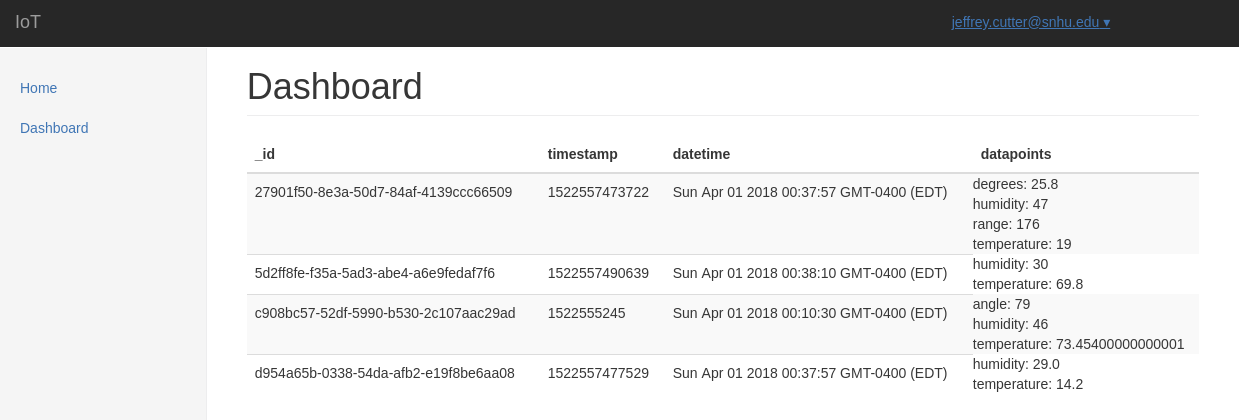 IoT
jeffrey.cutter@snhu.edu ▾
Home
Dashboard
Dashboard
_id timestamp datetime datapoints
27901f50-8e3a-50d7-84af-4139ccc66509 1522557473722 Sun Apr 01 2018 00:37:57 GMT-0400 (EDT) degrees: 25.8
humidity: 47
range: 176
temperature: 19
5d2ff8fe-f35a-5ad3-abe4-a6e9fedaf7f6 1522557490639 Sun Apr 01 2018 00:38:10 GMT-0400 (EDT) humidity: 30
temperature: 69.8
c908bc57-52df-5990-b530-2c107aac29ad 1522555245 Sun Apr 01 2018 00:10:30 GMT-0400 (EDT) angle: 79
humidity: 46
temperature: 73.45400000000001
d954a65b-0338-54da-afb2-e19f8be6aa08 1522557477529 Sun Apr 01 2018 00:37:57 GMT-0400 (EDT) humidity: 29.0
temperature: 14.2